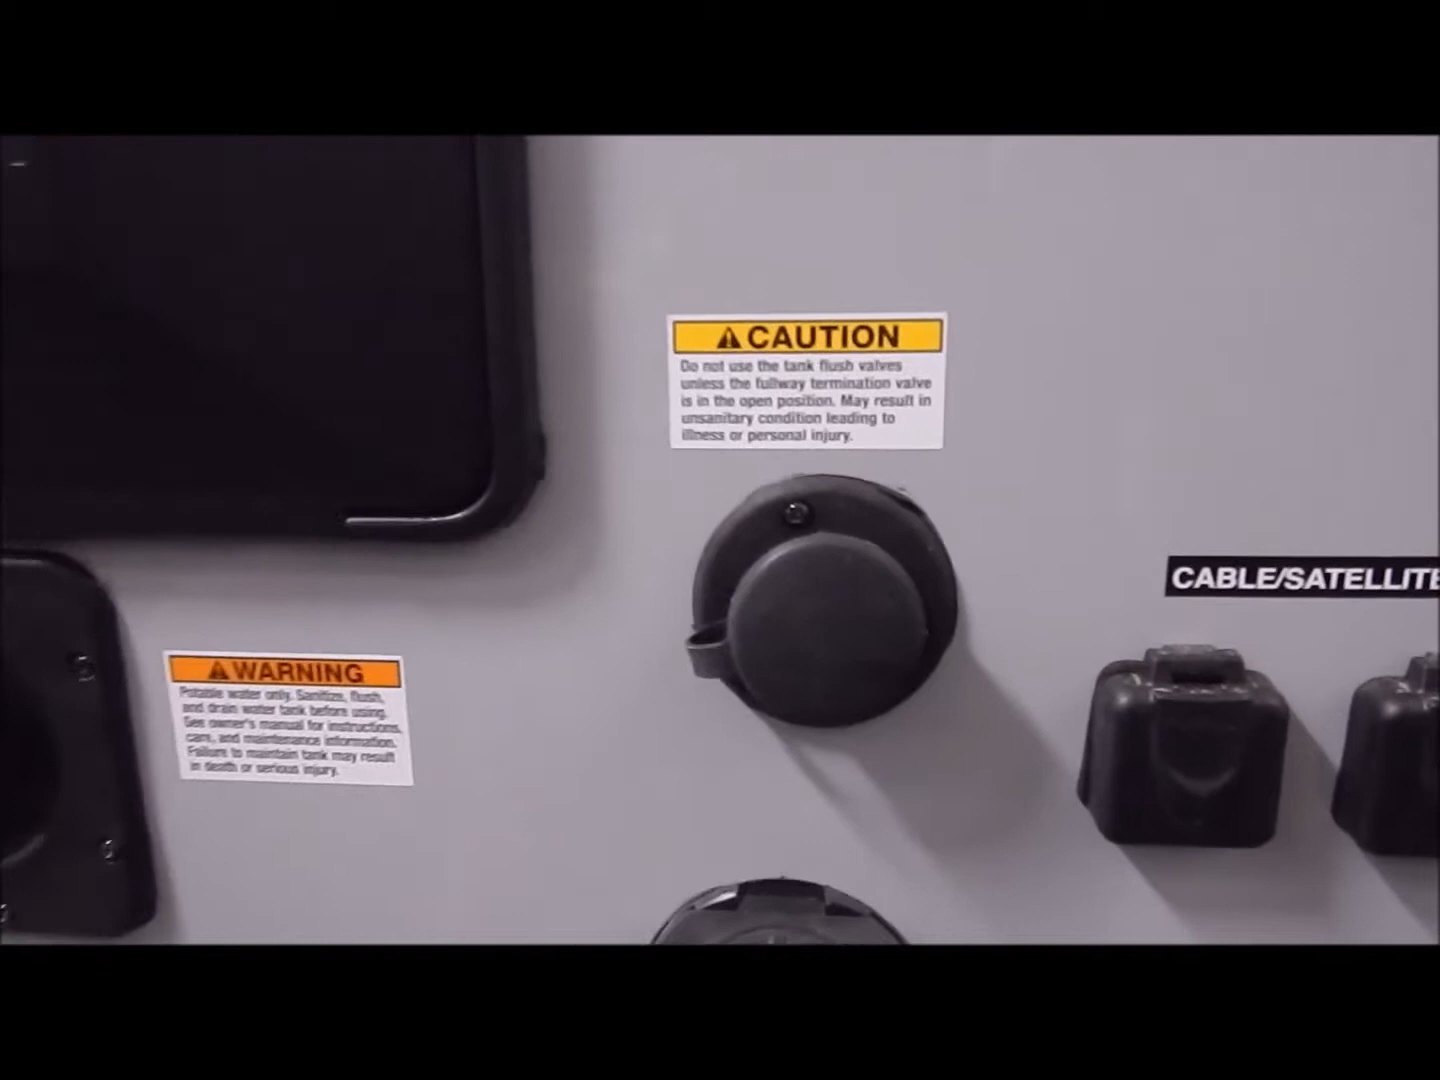 CAUTION
Do not use the tank flush valves
unless the fullway termination valve
is in the open position. May result in
unsanitary condition leading to
illness or personal injury.
CABLE/SATELLITE
WARNING
Potable water only. Sanitize, flush,
and drain water tank before using.
See owner's manual for instructions,
care, and maintenance information.
Failure to maintain tank may result
in death or serious injury.